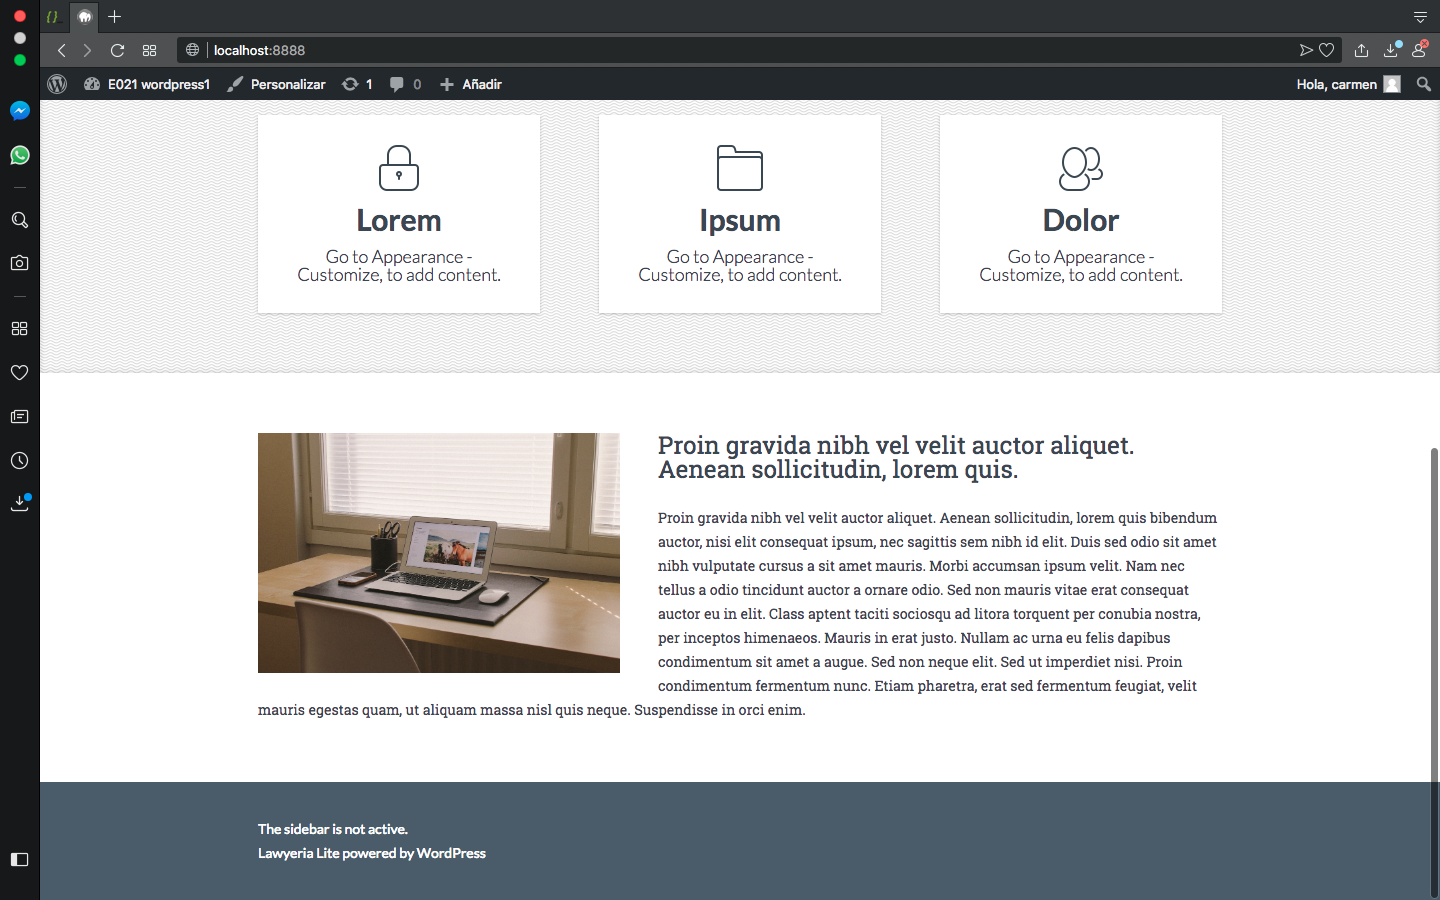 localhost:8888
E021 wordpress1 Personalizar 1 0 Añadir Hola, carmen
Lorem
Go to Appearance -
Customize, to add content.
Ipsum
Go to Appearance -
Customize, to add content.
Dolor
Go to Appearance -
Customize, to add content.
Proin gravida nibh vel velit auctor aliquet.
Aenean sollicitudin, lorem quis.
Proin gravida nibh vel velit auctor aliquet. Aenean sollicitudin, lorem quis bibendum
auctor, nisi elit consequat ipsum, nec sagittis sem nibh id elit. Duis sed odio sit amet
nibh vulputate cursus a sit amet mauris. Morbi accumsan ipsum velit. Nam nec
tellus a odio tincidunt auctor a ornare odio. Sed non mauris vitae erat consequat
auctor eu in elit. Class aptent taciti sociosqu ad litora torquent per conubia nostra,
per inceptos himenaeos. Mauris in erat justo. Nullam ac urna eu felis dapibus
condimentum sit amet a augue. Sed non neque elit. Sed ut imperdiet nisi. Proin
condimentum fermentum nunc. Etiam pharetra, erat sed fermentum feugiat, velit
mauris egestas quam, ut aliquam massa nisl quis neque. Suspendisse in orci enim.
The sidebar is not active.
Lawyeria Lite powered by WordPress